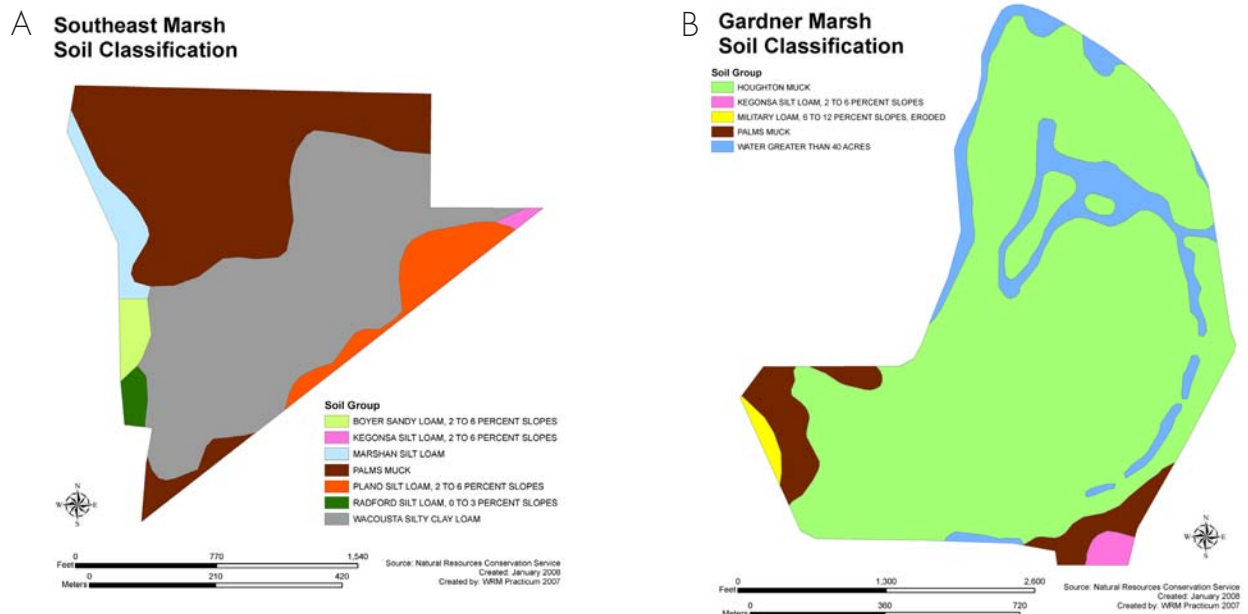 A
Southeast Marsh
Soil Classification
Soil Group
BOYER SANDY LOAM, 2 TO 6 PERCENT SLOPES
KEGONSA SILT LOAM, 2 TO 6 PERCENT SLOPES
MARSHAN SILT LOAM
PALMS MUCK
PLANO SILT LOAM, 2 TO 6 PERCENT SLOPES
RADFORD SILT LOAM, 0 TO 3 PERCENT SLOPES
WACOUSTA SILTY CLAY LOAM
N
W E
S
0 770 1,540
Feet
0 210 420
Meters
Source: Natural Resources Conservation Service
Created: January 2008
Created by: WRM Practicum 2007
B
Gardner Marsh
Soil Classification
Soil Group
HOUGHTON MUCK
KEGONSA SILT LOAM, 2 TO 6 PERCENT SLOPES
MILITARY LOAM, 6 TO 12 PERCENT SLOPES, ERODED
PALMS MUCK
WATER GREATER THAN 40 ACRES
N
W E
S
0 1,300 2,600
Feet
0 360 720
Meters
Source: Natural Resources Conservation Service
Created: January 2008
Created by: WRM Practicum 2007